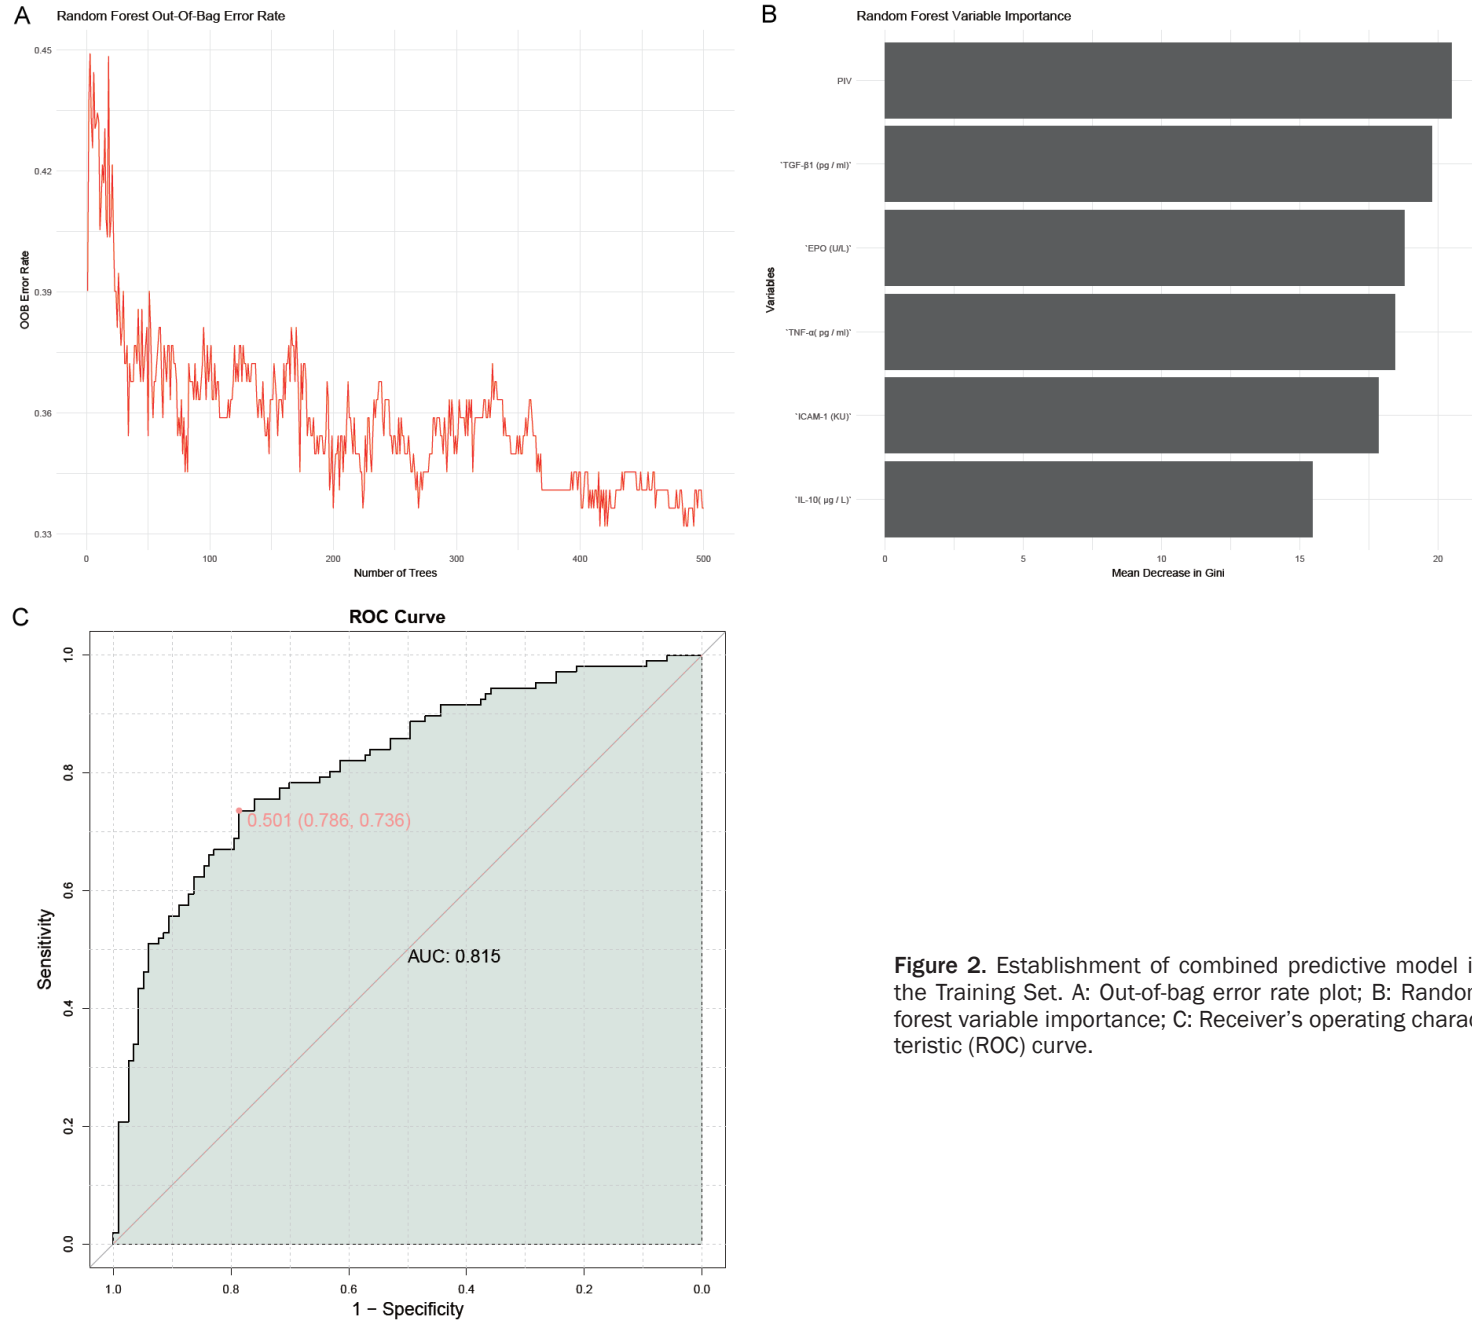 A
Random Forest Out-Of-Bag Error Rate
OOB Error Rate
0.45
0.42
0.39
0.36
0.33
0
100
200
300
400
500
Number of Trees
B
Random Forest Variable Importance
Variables
PIV
`TGF-β1 (pg / ml)`
`EPO (U/L)`
`TNF-α( pg / ml)`
`ICAM-1 (KU)`
`IL-10( μg / L)`
0
5
10
15
20
Mean Decrease in Gini
C
ROC Curve
Sensitivity
1.0
0.8
0.6
0.4
0.2
0.0
0.501 (0.786, 0.736)
AUC: 0.815
1.0
0.8
0.6
0.4
0.2
0.0
1 − Specificity
Figure 2. Establishment of combined predictive model i
the Training Set. A: Out-of-bag error rate plot; B: Rando
forest variable importance; C: Receiver's operating charac
teristic (ROC) curve.